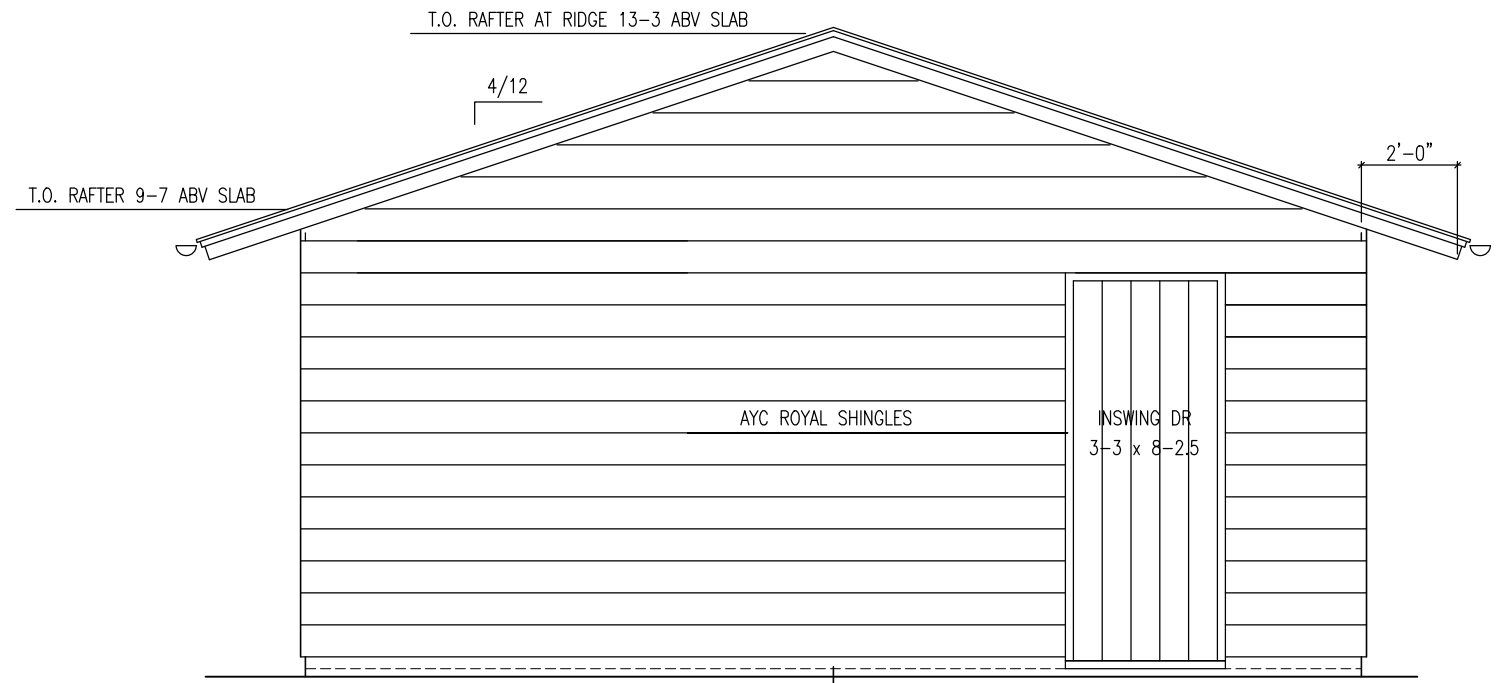 T.O. RAFTER AT RIDGE 13-3 ABV SLAB
4/12
2'-0"
T.O. RAFTER 9-7 ABV SLAB
AYC ROYAL SHINGLES
INSWING DR
3-3 x 8-2.5